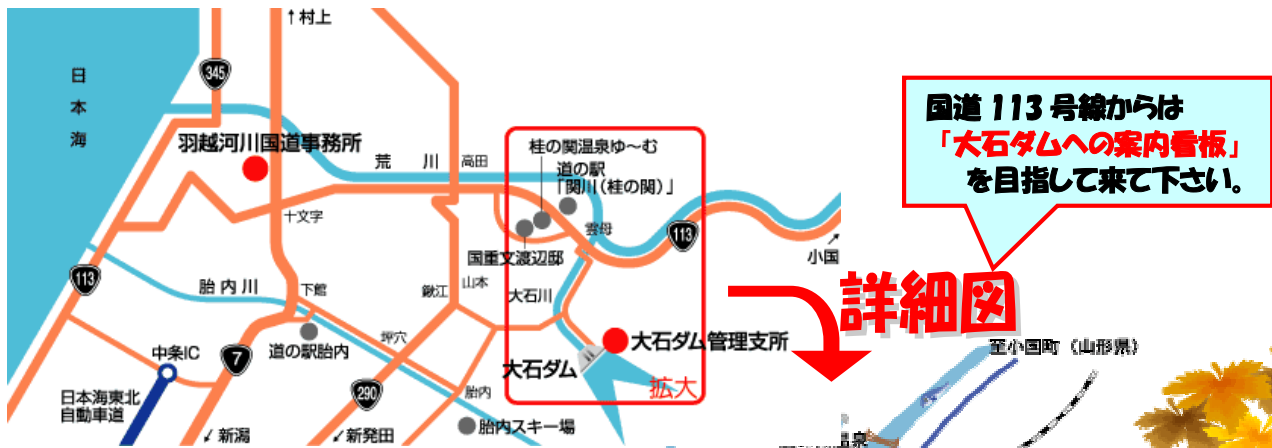 ↑村上
日本海
345
羽越河川国道事務所
荒川
高田
桂の関温泉ゆ～む
道の駅
「関川（桂の関）」
国道113号線からは
「大石ダムへの案内看板」
を目指して来て下さい。
十文字
雲母
113
小国
国重文渡辺邸
113
胎内川
下館
鍬江
山本
大石川
詳細図
道の駅胎内
坪穴
大石ダム管理支所
大石ダム
至小国町（山形県）
中条IC
7
290
胎内
拡大
日本海東北
自動車道
胎内スキー場
↙新潟
↙新発田
温泉